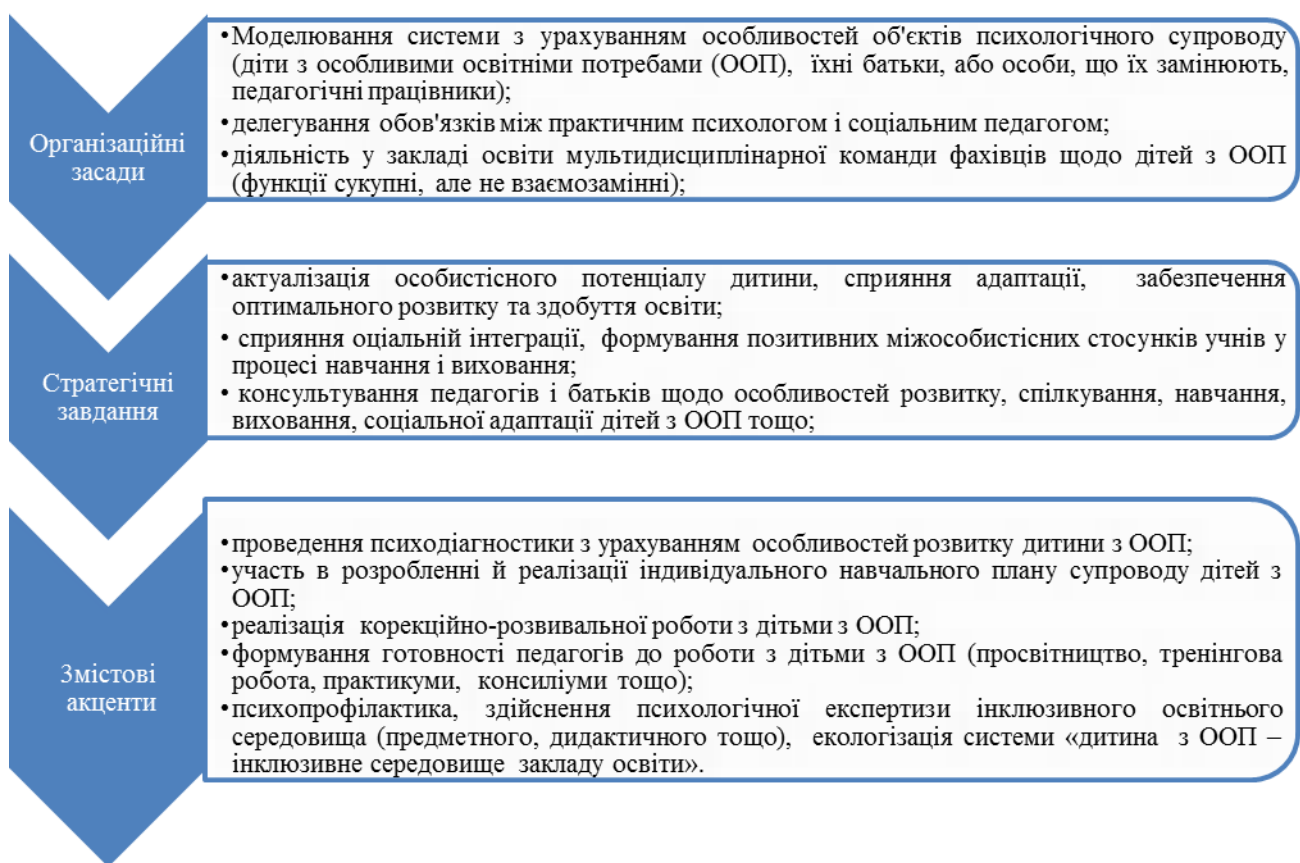 Організаційні
засади
•Моделювання системи з урахуванням особливостей об'єктів психологічного супроводу
(діти з особливими освітніми потребами (ООП), їхні батьки, або особи, що їх замінюють,
педагогічні працівники);
•делегування обов'язків між практичним психологом і соціальним педагогом;
•діяльність у закладі освіти мультидисциплінарної команди фахівців щодо дітей з ООП
(функції сукупні, але не взаємозамінні);
Стратегічні
завдання
•актуалізація особистісного потенціалу дитини, сприяння адаптації, забезпечення
оптимального розвитку та здобуття освіти;
• сприяння оціальній інтеграції, формування позитивних міжособистісних стосунків учнів у
процесі навчання і виховання;
• консультування педагогів і батьків щодо особливостей розвитку, спілкування, навчання,
виховання, соціальної адаптації дітей з ООП тощо;
Змістові
акценти
•проведення психодіагностики з урахуванням особливостей розвитку дитини з ООП;
•участь в розробленні й реалізації індивідуального навчального плану супроводу дітей з
ООП;
•реалізація корекційно-розвивальної роботи з дітьми з ООП;
•формування готовності педагогів до роботи з дітьми з ООП (просвітництво, тренінгова
робота, практикуми, консиліуми тощо);
•психопрофілактика, здійснення психологічної експертизи інклюзивного освітнього
середовища (предметного, дидактичного тощо), екологізація системи «дитина з ООП –
інклюзивне середовище закладу освіти».